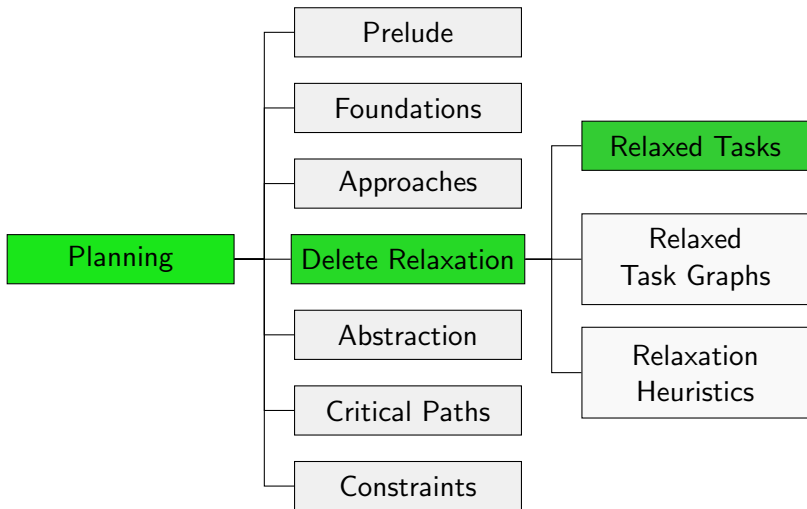 Planning
Prelude
Foundations
Approaches
Delete Relaxation
Abstraction
Critical Paths
Constraints
Relaxed Tasks
Relaxed
Task Graphs
Relaxation
Heuristics